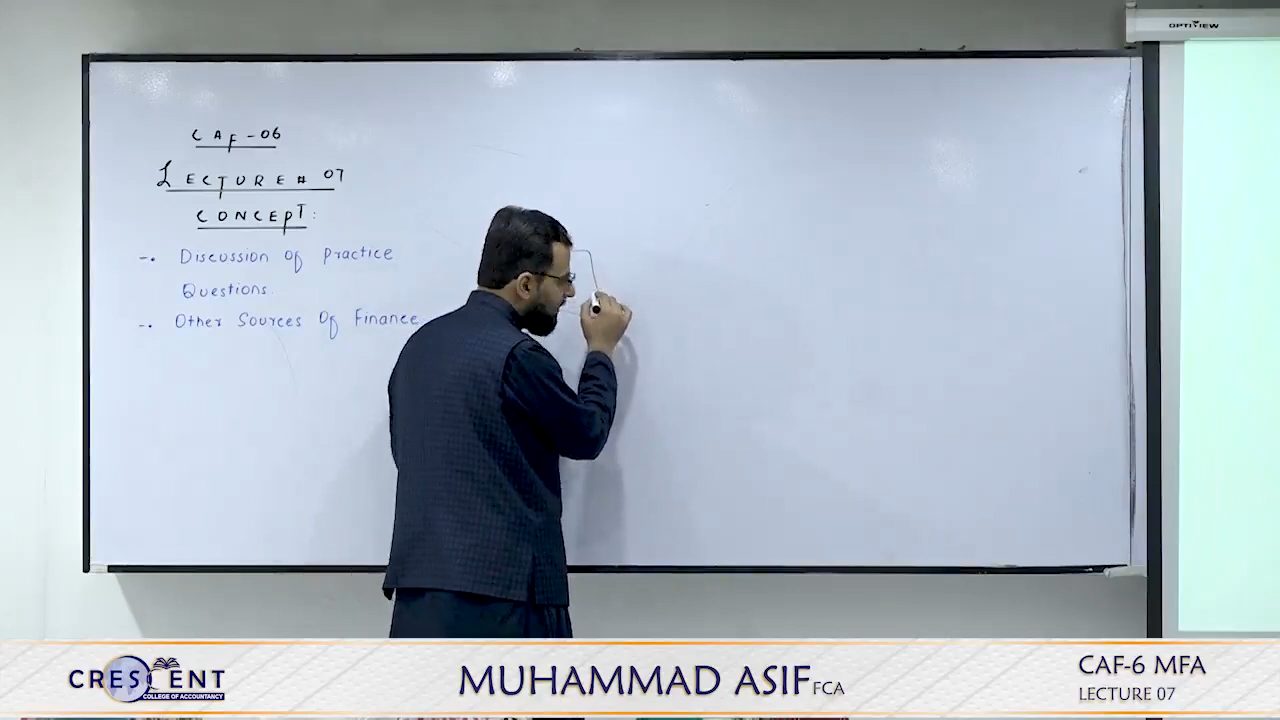 OPTIVIEW
CAF-06
LECTURE # 07
CONCEPT:
-. Discussion Of Practice
Questions.
-. Other Sources Of Finance
CRESCENT
COLLEGE OF ACCOUNTANCY
MUHAMMAD ASIF FCA
CAF-6 MFA
LECTURE 07